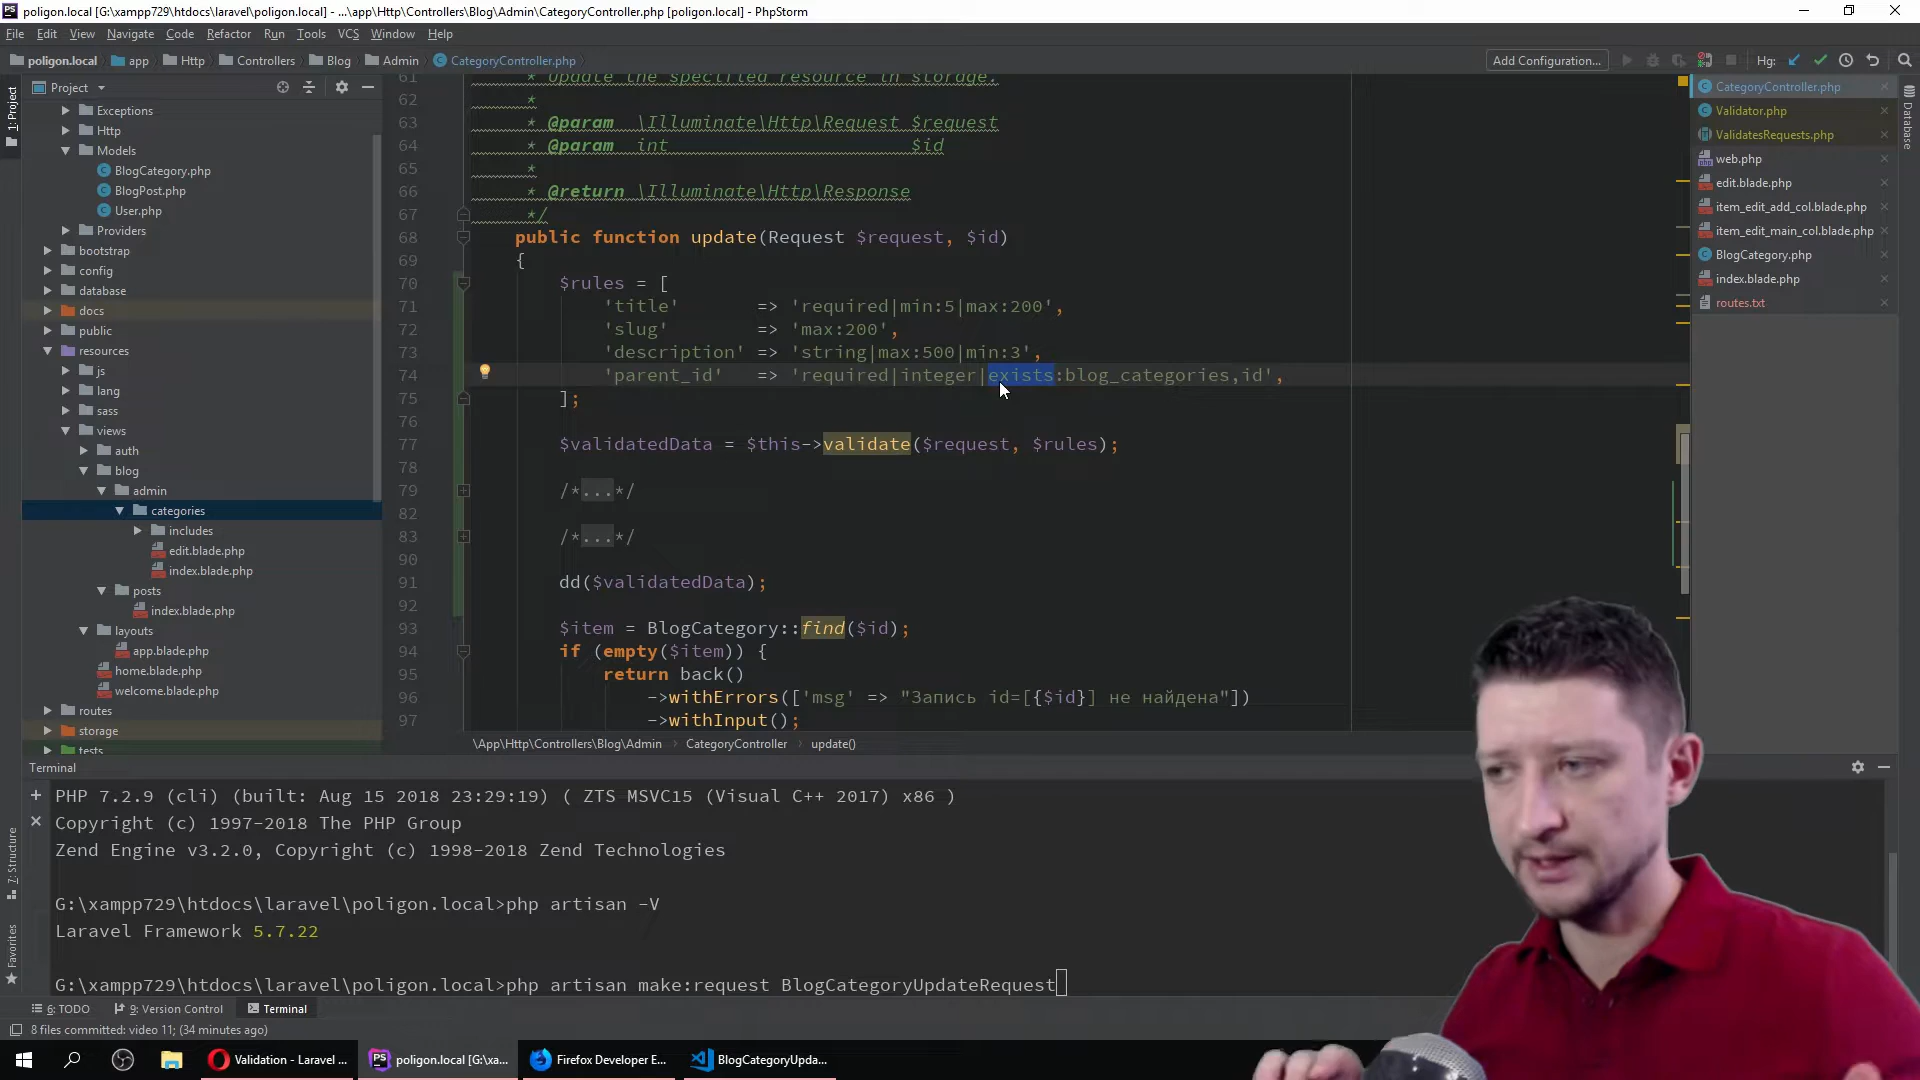 poligon.local [G:\xampp729\htdocs\laravel\poligon.local] - ...\app\Http\Controllers\Blog\Admin\CategoryController.php [poligon.local] - PhpStorm
File Edit View Navigate Code Refactor Run Tools VCS Window Help
poligon.local app Http Controllers Blog Admin CategoryController.php Add Configuration... Hg:
1: Project
Project
Exceptions
Http
Models
BlogCategory.php
BlogPost.php
User.php
Providers
bootstrap
config
database
docs
public
resources
js
lang
sass
views
auth
blog
admin
categories
includes
edit.blade.php
index.blade.php
posts
index.blade.php
layouts
app.blade.php
home.blade.php
welcome.blade.php
routes
storage
tests
61 * Update the specified resource in storage.
62 *
63 * @param \Illuminate\Http\Request $request
64 * @param int $id
65 *
66 * @return \Illuminate\Http\Response
67 */
68 public function update(Request $request, $id)
69 {
70 $rules = [
71 'title' => 'required|min:5|max:200',
72 'slug' => 'max:200',
73 'description' => 'string|max:500|min:3',
74 'parent_id' => 'required|integer|exists:blog_categories,id',
75 ];
76
77 $validatedData = $this->validate($request, $rules);
78
79 /*...*/
82
83 /*...*/
90
91 dd($validatedData);
92
93 $item = BlogCategory::find($id);
94 if (empty($item)) {
95 return back()
96 ->withErrors(['msg' => "Запись id=[{$id}] не найдена"])
97 ->withInput();
\App\Http\Controllers\Blog\Admin CategoryController update()
CategoryController.php
Validator.php
ValidatesRequests.php
web.php
edit.blade.php
item_edit_add_col.blade.php
item_edit_main_col.blade.php
BlogCategory.php
index.blade.php
routes.txt
Database
Terminal
PHP 7.2.9 (cli) (built: Aug 15 2018 23:29:19) ( ZTS MSVC15 (Visual C++ 2017) x86 )
Copyright (c) 1997-2018 The PHP Group
Zend Engine v3.2.0, Copyright (c) 1998-2018 Zend Technologies
G:\xampp729\htdocs\laravel\poligon.local>php artisan -V
Laravel Framework 5.7.22
G:\xampp729\htdocs\laravel\poligon.local>php artisan make:request BlogCategoryUpdateRequest
7: Structure
Favorites
6: TODO 9: Version Control Terminal
8 files committed: video 11; (34 minutes ago)
Validation - Laravel ... poligon.local [G:\xa... Firefox Developer E... BlogCategoryUpda...